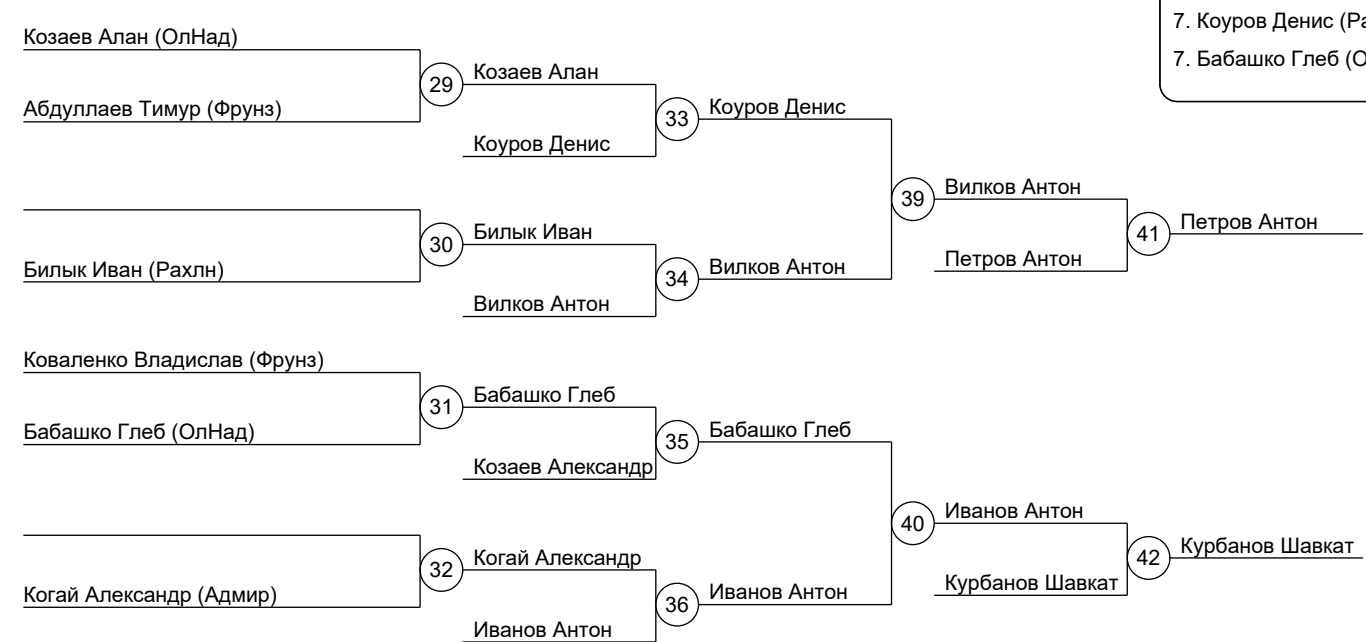 7. Коуров Денис
7. Бабашко Глеб
Козаев Алан (ОлНад)
Абдуллаев Тимур (Фрунз)
29
Козаев Алан
Коуров Денис
33
Коуров Денис
Билык Иван (Рахлн)
30
Билык Иван
Вилков Антон
34
Вилков Антон
39
Вилков Антон
Петров Антон
41
Петров Антон
Коваленко Владислав (Фрунз)
Бабашко Глеб (ОлНад)
31
Бабашко Глеб
Козаев Александр
35
Бабашко Глеб
Когай Александр (Адмир)
32
Когай Александр
Иванов Антон
36
Иванов Антон
40
Иванов Антон
Курбанов Шавкат
42
Курбанов Шавкат